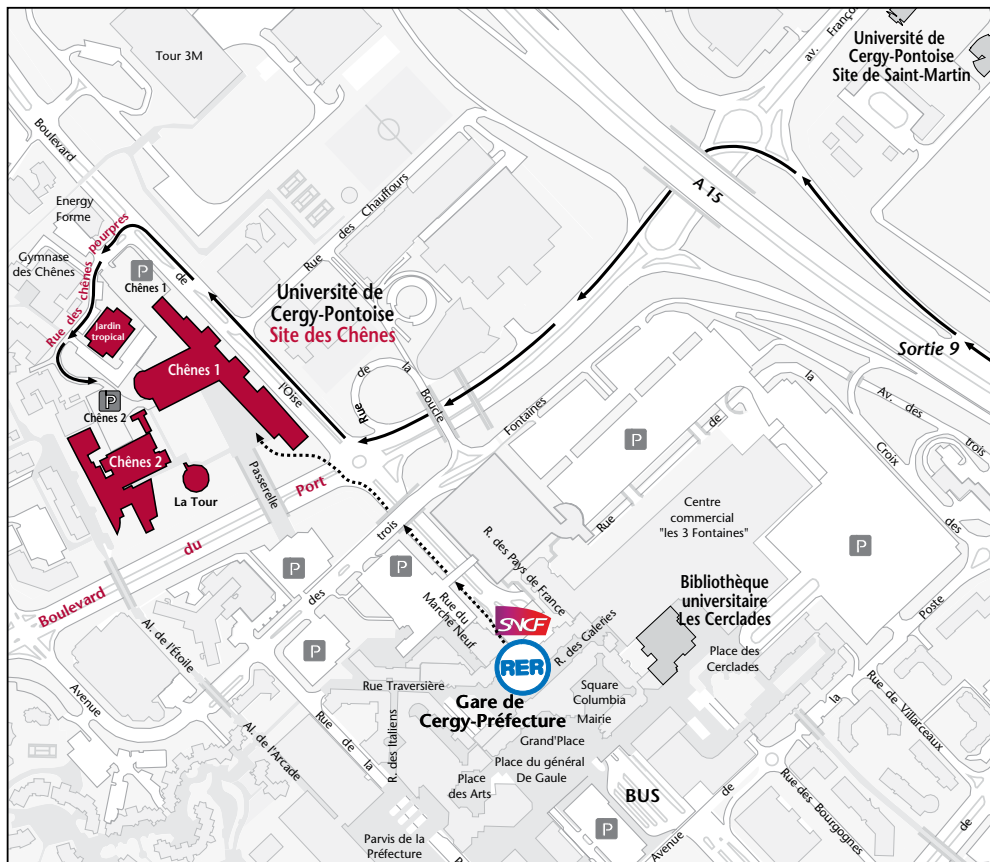 Tour 3M
av. François
Université de
Cergy-Pontoise
Site de Saint-Martin
Boulevard
A 15
Energy
Forme
Rue des Chauffours
Gymnase
des Chênes
Rue des chênes pourpres
P
Chênes 1
de
Université de
Cergy-Pontoise
Site des Chênes
Jardin
tropical
Chênes 1
Sortie 9
l'Oise
Rue de la Boucle
la Croix des
Av. des trois
P
Chênes 2
Fontaines
P
Rue de
Chênes 2
La Tour
Passerelle
Port
trois
Centre
commercial
"les 3 Fontaines"
Boulevard du
P
P
P
des
R. des Pays de France
Bibliothèque
universitaire
Les Cerclades
Rue du
Marché Neuf
SNCF
RER
R. des Galeries
Poste
Place des
Cerclades
P
Al. de l'Étoile
Rue Traversière
Gare de
Cergy-Préfecture
Square
Columbia
Mairie
la
Rue de Villarceaux
Avenue
Al. de l'Arcade
Rue de la
R. des Italiens
Grand'Place
Place du général
De Gaule
Place
des Arts
BUS
de
Rue des Bourgognes
P
Avenue
Parvis de la
Préfecture